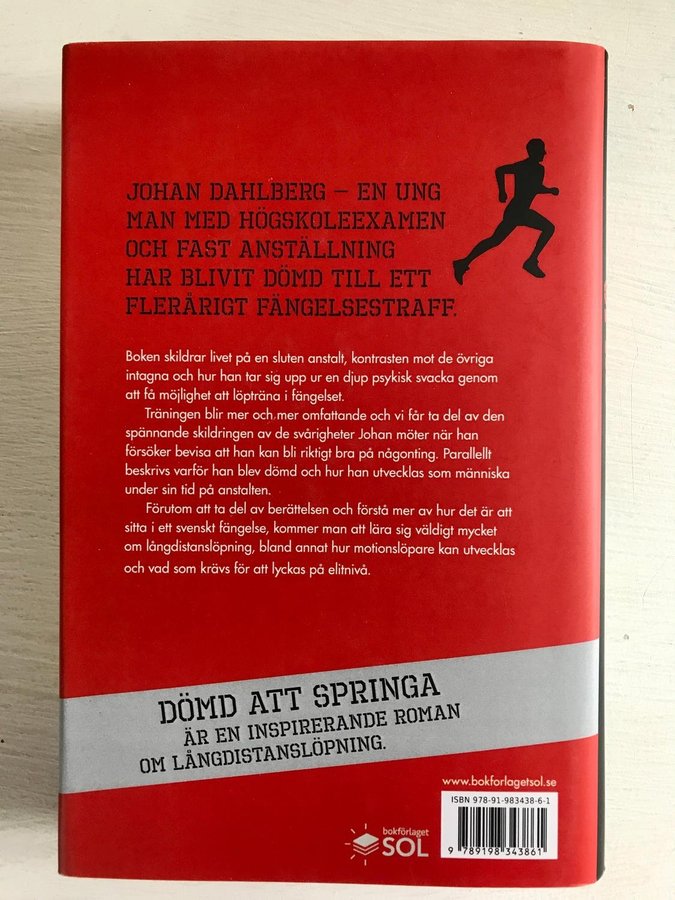 JOHAN DAHLBERG – EN UNG
MAN MED HÖGSKOLEEXAMEN
OCH FAST ANSTÄLLNING
HAR BLIVIT DÖMD TILL ETT
FLERÅRIGT FÄNGELSESTRAFF.
Boken skildrar livet på en sluten anstalt, kontrasten mot de övriga
intagna och hur han tar sig upp ur en djup psykisk svacka genom
att få möjlighet att löpträna i fängelset.
Träningen blir mer och mer omfattande och vi får ta del av den
spännande skildringen av de svårigheter Johan möter när han
försöker bevisa att han kan bli riktigt bra på någonting. Parallellt
beskrivs varför han blev dömd och hur han utvecklas som människa
under sin tid på anstalten.
Förutom att ta del av berättelsen och förstå mer av hur det är att
sitta i ett svenskt fängelse, kommer man att lära sig väldigt mycket
om långdistanslöpning, bland annat hur motionslöpare kan utvecklas
och vad som krävs för att lyckas på elitnivå.
DÖMD ATT SPRINGA
ÄR EN INSPIRERANDE ROMAN
OM LÅNGDISTANSLÖPNING.
www.bokforlagetsol.se
ISBN 978-91-983438-6-1
9 789198 343861
bokförlaget
SOL